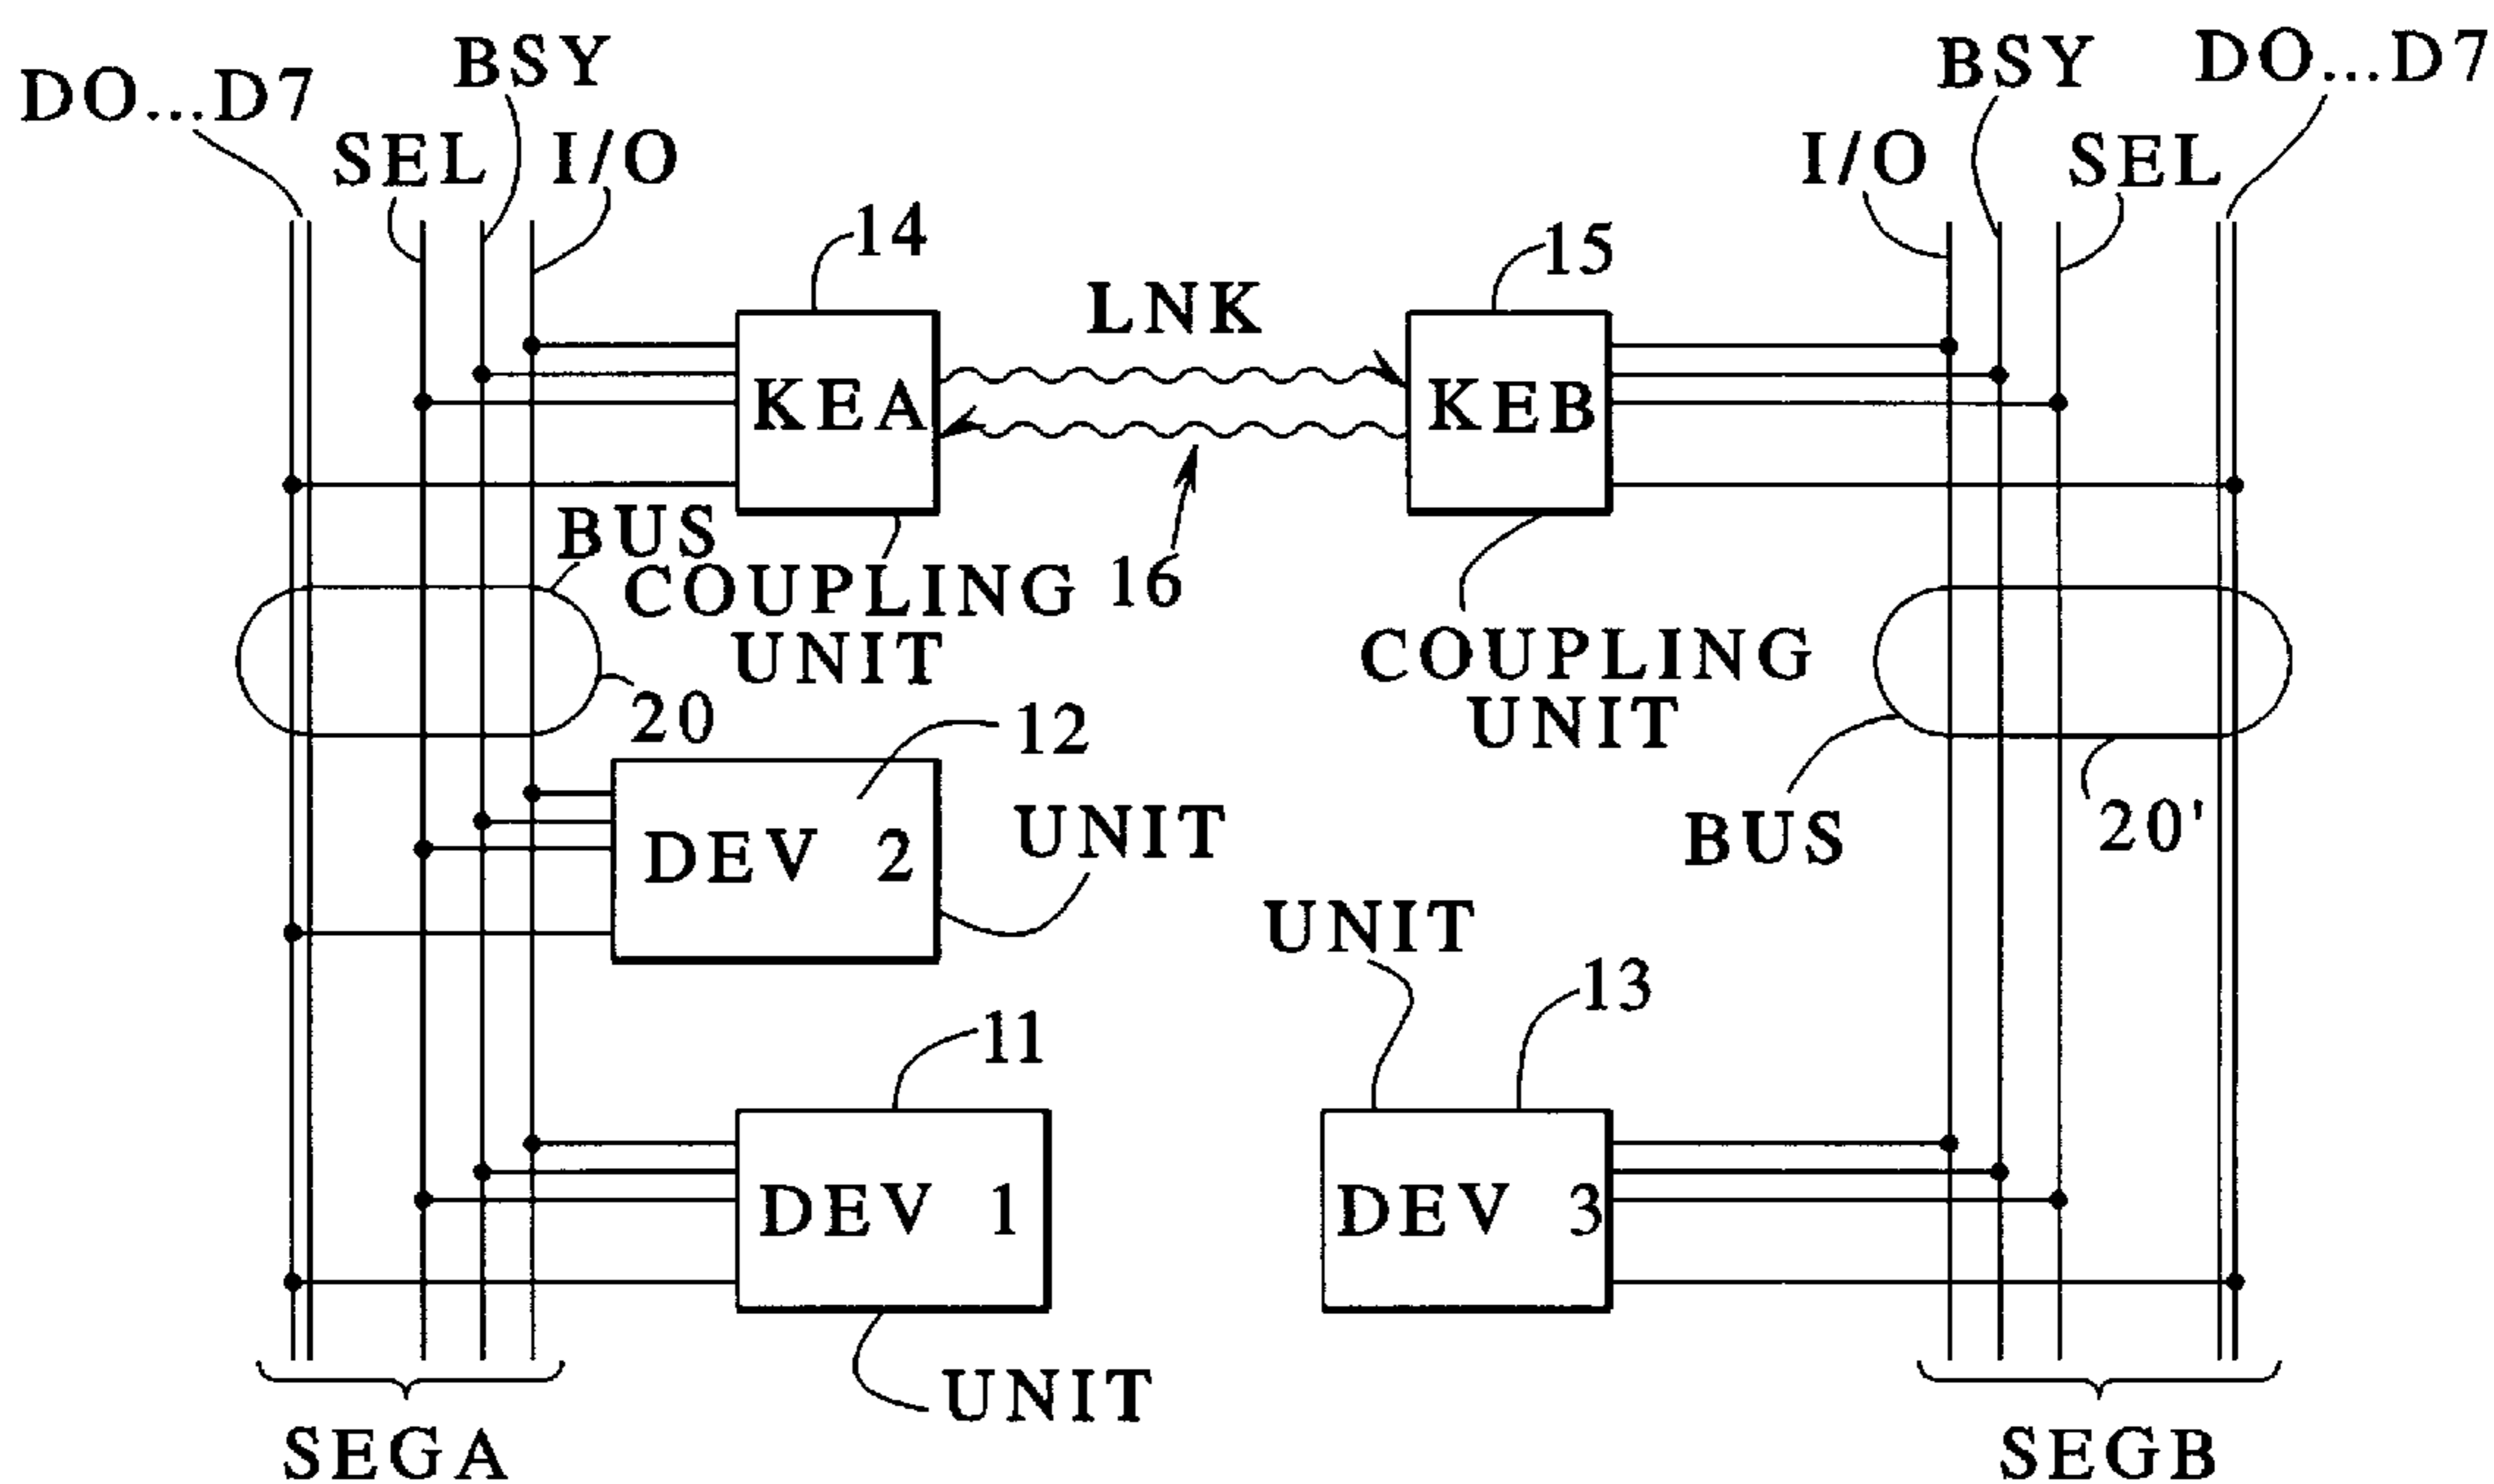 BSY
DO...D7
SEL
I/O
BSY
DO...D7
I/O
SEL
14
LNK
15
KEA
KEB
BUS
COUPLING
UNIT
16
COUPLING
UNIT
20
12
DEV 2
UNIT
BUS
20'
UNIT
13
11
DEV 1
DEV 3
UNIT
SEGA
SEGB